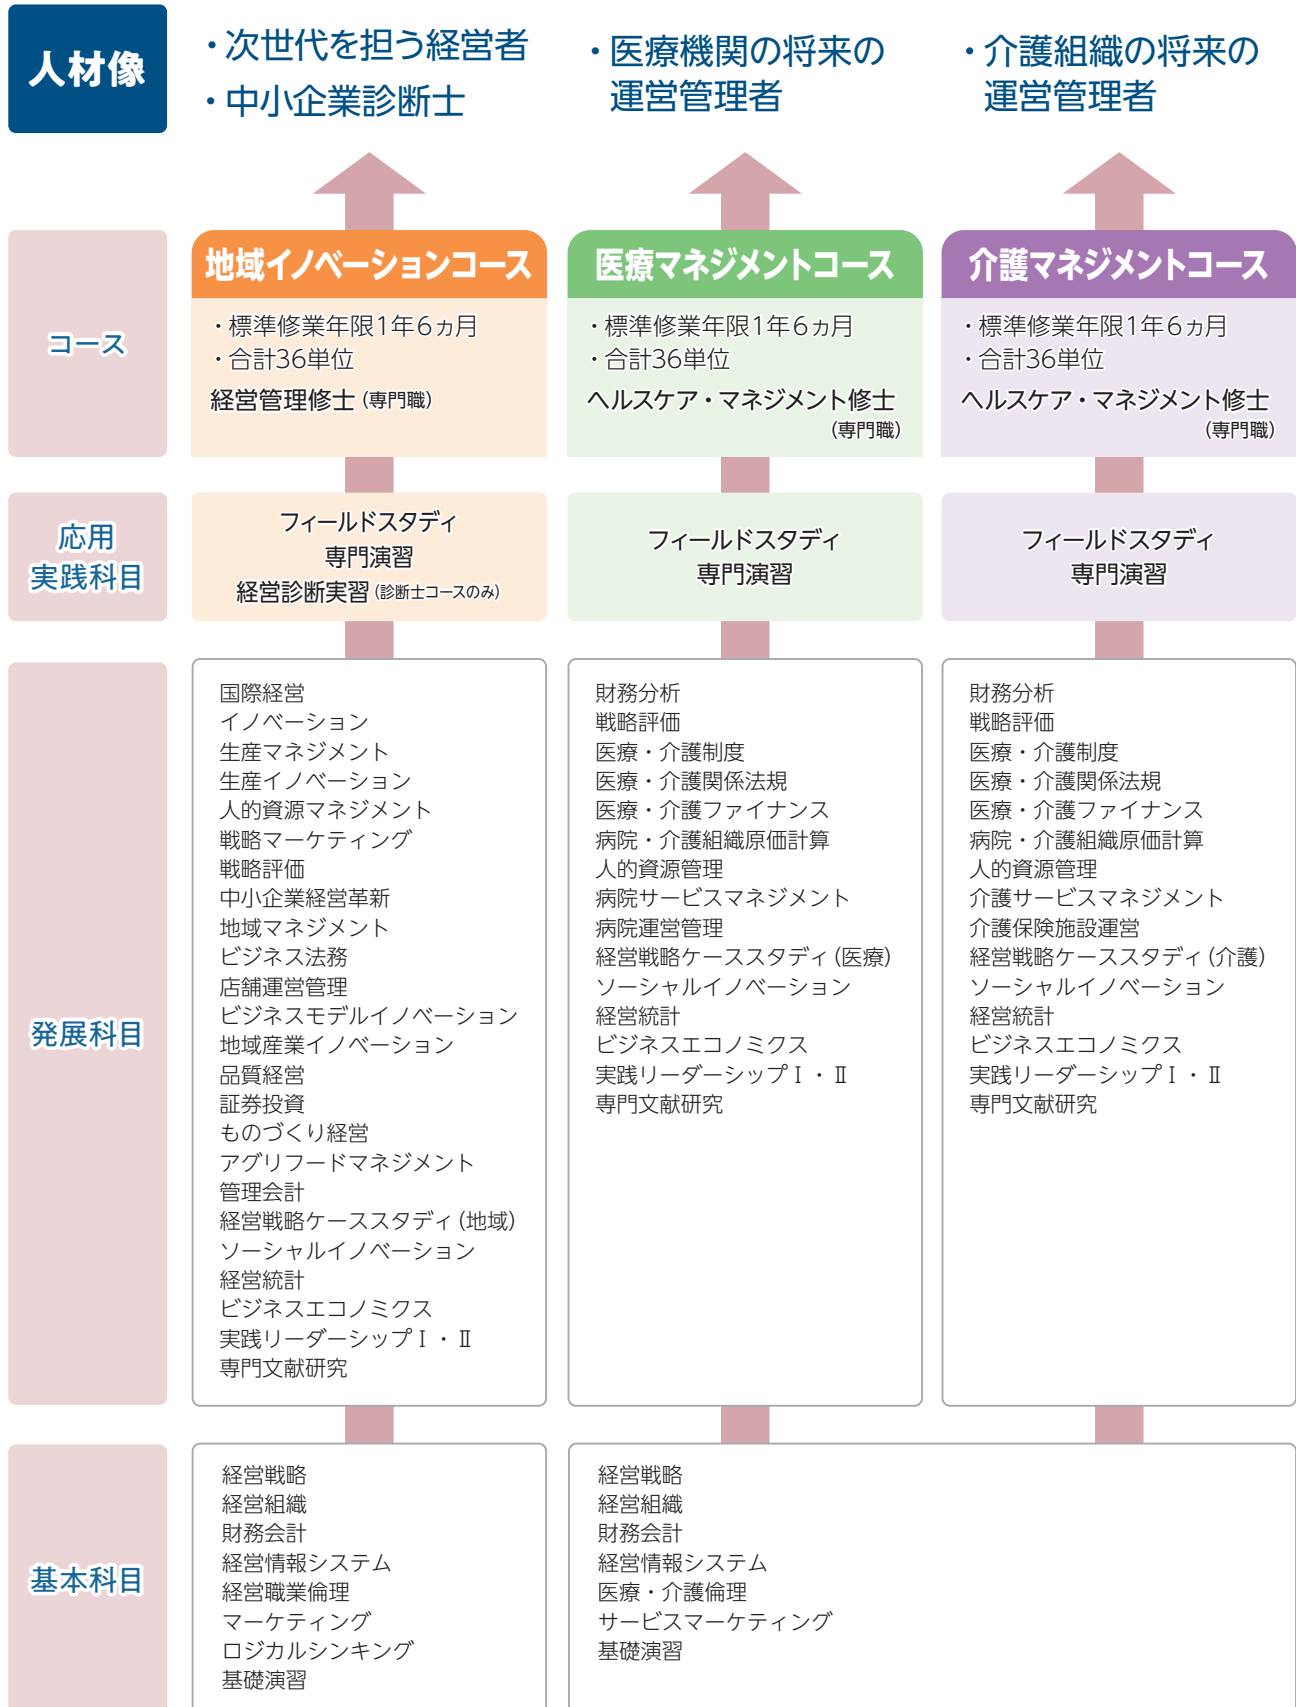 人材像
・次世代を担う経営者
・中小企業診断士
・医療機関の将来の
運営管理者
・介護組織の将来の
運営管理者
コース
地域イノベーションコース
・標準修業年限1年6ヵ月
・合計36単位
経営管理修士（専門職）
医療マネジメントコース
・標準修業年限1年6ヵ月
・合計36単位
ヘルスケア・マネジメント修士
（専門職）
介護マネジメントコース
・標準修業年限1年6ヵ月
・合計36単位
ヘルスケア・マネジメント修士
（専門職）
応用
実践科目
フィールドスタディ
専門演習
経営診断実習（診断士コースのみ）
フィールドスタディ
専門演習
フィールドスタディ
専門演習
発展科目
国際経営
イノベーション
生産マネジメント
生産イノベーション
人的資源マネジメント
戦略マーケティング
戦略評価
中小企業経営革新
地域マネジメント
ビジネス法務
店舗運営管理
ビジネスモデルイノベーション
地域産業イノベーション
品質経営
証券投資
ものづくり経営
アグリフードマネジメント
管理会計
経営戦略ケーススタディ（地域）
ソーシャルイノベーション
経営統計
ビジネスエコノミクス
実践リーダーシップⅠ・Ⅱ
専門文献研究
財務分析
戦略評価
医療・介護制度
医療・介護関係法規
医療・介護ファイナンス
病院・介護組織原価計算
人的資源管理
病院サービスマネジメント
病院運営管理
経営戦略ケーススタディ（医療）
ソーシャルイノベーション
経営統計
ビジネスエコノミクス
実践リーダーシップⅠ・Ⅱ
専門文献研究
財務分析
戦略評価
医療・介護制度
医療・介護関係法規
医療・介護ファイナンス
病院・介護組織原価計算
人的資源管理
介護サービスマネジメント
介護保険施設運営
経営戦略ケーススタディ（介護）
ソーシャルイノベーション
経営統計
ビジネスエコノミクス
実践リーダーシップⅠ・Ⅱ
専門文献研究
基本科目
経営戦略
経営組織
財務会計
経営情報システム
経営職業倫理
マーケティング
ロジカルシンキング
基礎演習
経営戦略
経営組織
財務会計
経営情報システム
医療・介護倫理
サービスマーケティング
基礎演習